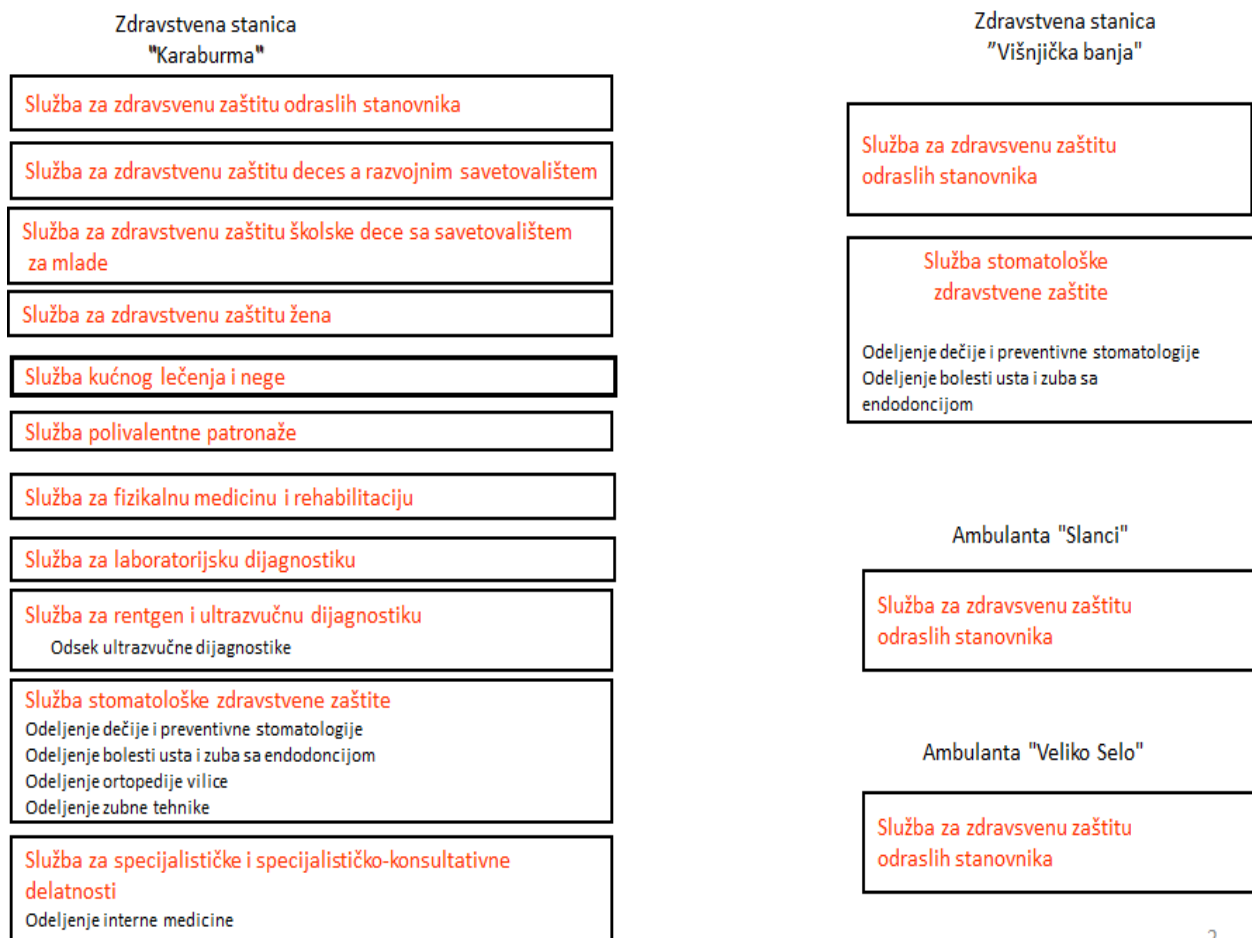 Zdravstvena stanica
"Karaburma"
Služba za zdravsvenu zaštitu odraslih stanovnika
Služba za zdravstvenu zaštitu deces a razvojnim savetovalištem
Služba za zdravstvenu zaštitu školske dece sa savetovalištem
za mlade
Služba za zdravstvenu zaštitu žena
Služba kućnog lečenja i nege
Služba polivalentne patronaže
Služba za fizikalnu medicinu i rehabilitaciju
Služba za laboratorijsku dijagnostiku
Služba za rentgen i ultrazvučnu dijagnostiku
Odsek ultrazvučne dijagnostike
Služba stomatološke zdravstvene zaštite
Odeljenje dečije i preventivne stomatologije
Odeljenje bolesti usta i zuba sa endodoncijom
Odeljenje ortopedije vilice
Odeljenje zubne tehnike
Služba za specijalističke i specijalističko-konsultativne
delatnosti
Odeljenje interne medicine
Zdravstvena stanica
”Višnjička banja"
Služba za zdravsvenu zaštitu
odraslih stanovnika
Služba stomatološke
zdravstvene zaštite
Odeljenje dečije i preventivne stomatologije
Odeljenje bolesti usta i zuba sa
endodoncijom
Ambulanta "Slanci"
Služba za zdravsvenu zaštitu
odraslih stanovnika
Ambulanta "Veliko Selo"
Služba za zdravsvenu zaštitu
odraslih stanovnika